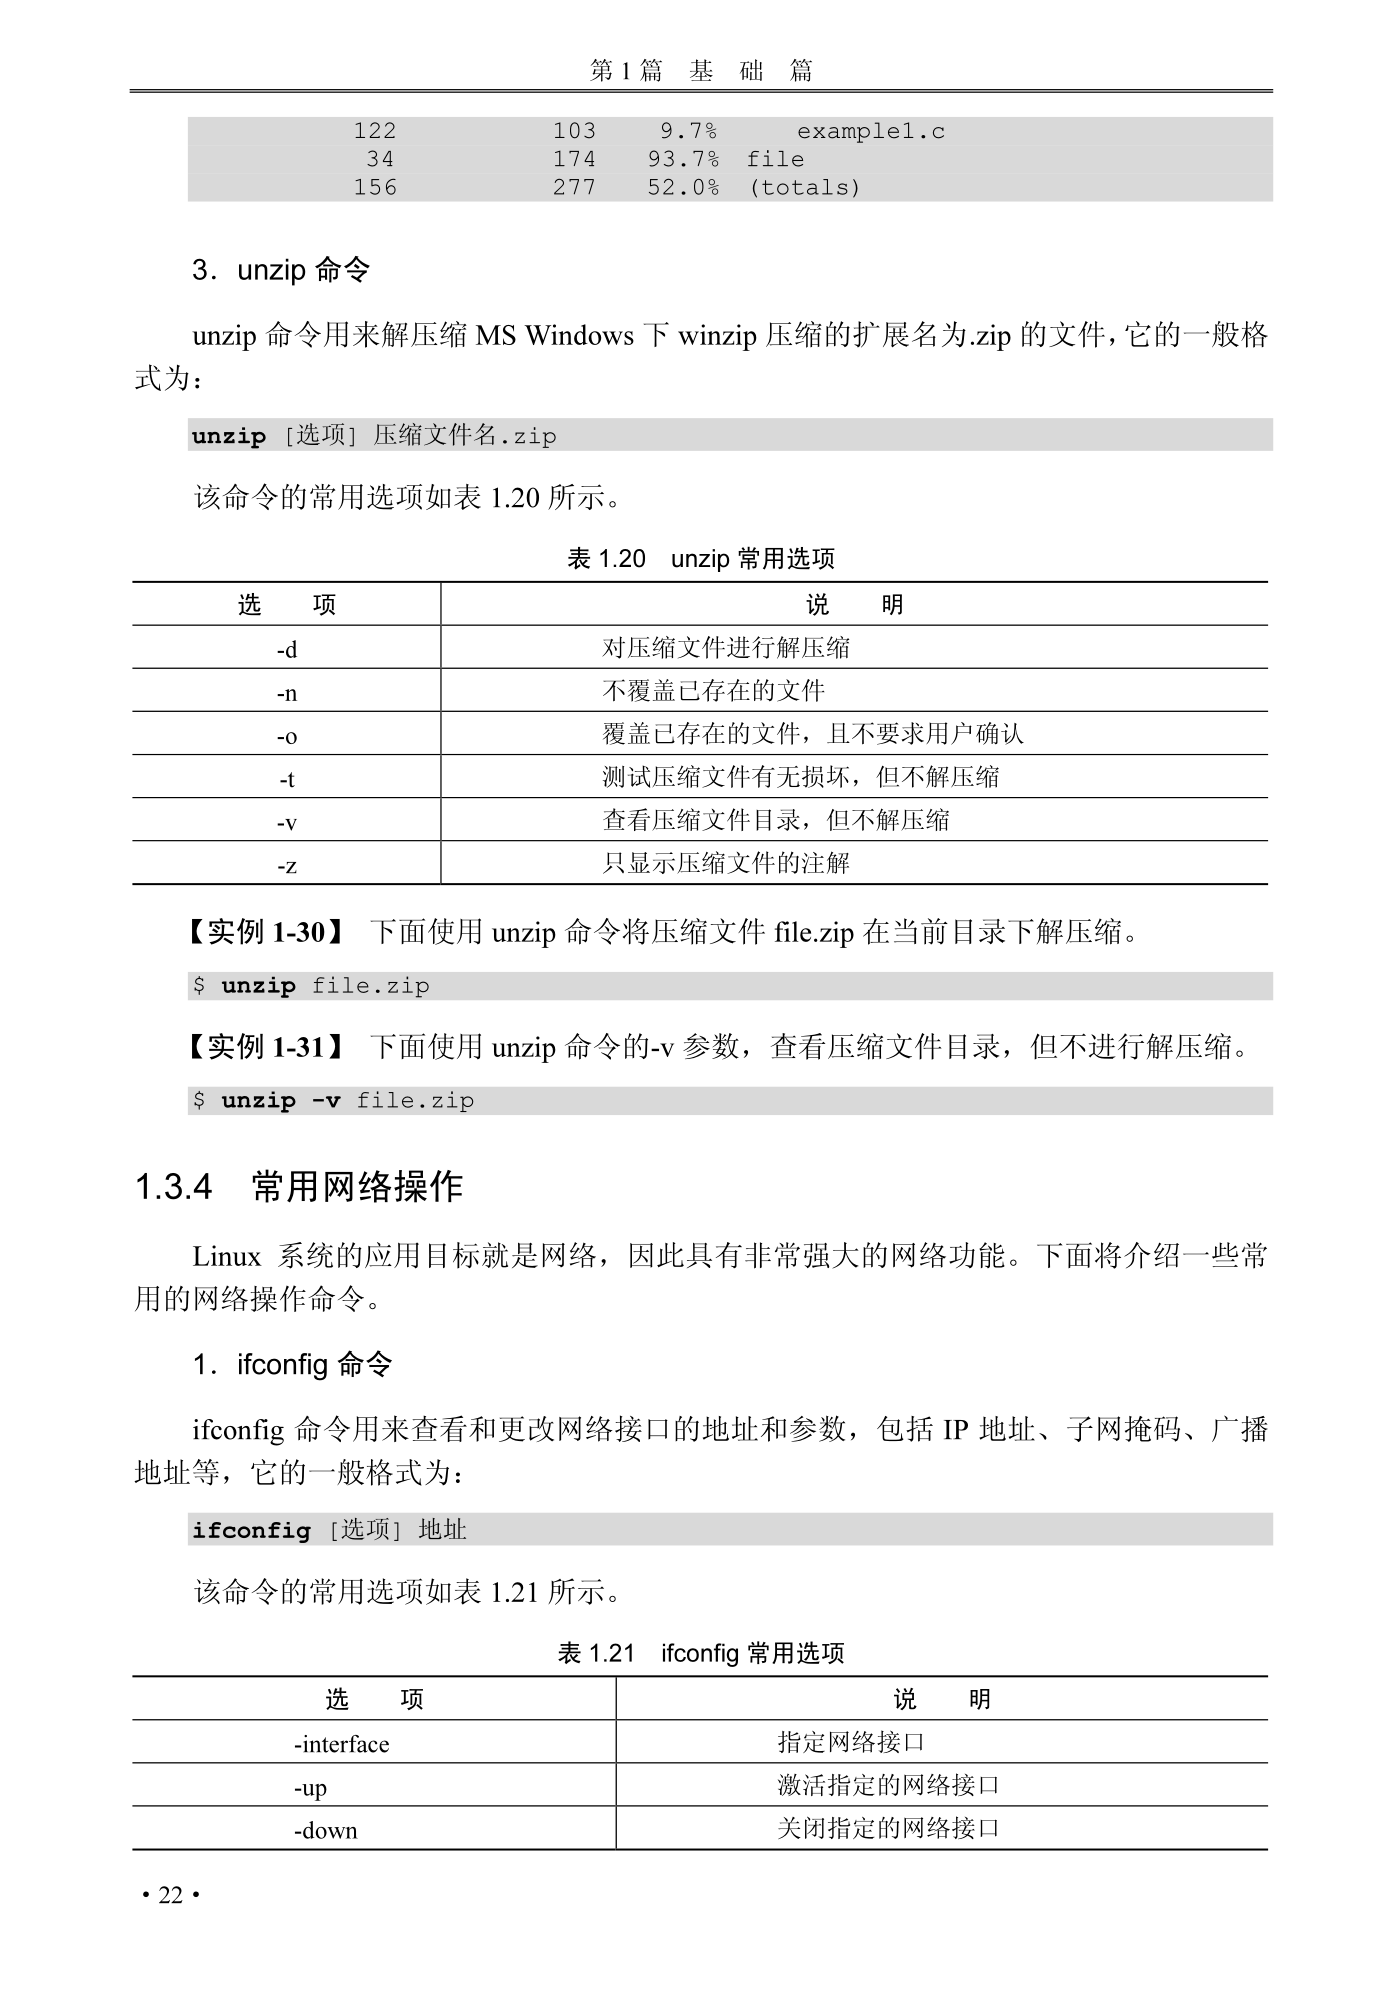 第 1 篇　基　础　篇
122　103　9.7%　example1.c
34　174　93.7%　file
156　277　52.0%　(totals)
3．unzip 命令
unzip 命令用来解压缩 MS Windows 下 winzip 压缩的扩展名为.zip 的文件，它的一般格
式为：
unzip [选项] 压缩文件名.zip
该命令的常用选项如表 1.20 所示。
表 1.20　unzip 常用选项
选　项　说　明
-d　对压缩文件进行解压缩
-n　不覆盖已存在的文件
-o　覆盖已存在的文件，且不要求用户确认
-t　测试压缩文件有无损坏，但不解压缩
-v　查看压缩文件目录，但不解压缩
-z　只显示压缩文件的注解
【实例 1-30】　下面使用 unzip 命令将压缩文件 file.zip 在当前目录下解压缩。
$ unzip file.zip
【实例 1-31】　下面使用 unzip 命令的-v 参数，查看压缩文件目录，但不进行解压缩。
$ unzip -v file.zip
1.3.4　常用网络操作
Linux 系统的应用目标就是网络，因此具有非常强大的网络功能。下面将介绍一些常
用的网络操作命令。
1．ifconfig 命令
ifconfig 命令用来查看和更改网络接口的地址和参数，包括 IP 地址、子网掩码、广播
地址等，它的一般格式为：
ifconfig [选项] 地址
该命令的常用选项如表 1.21 所示。
表 1.21　ifconfig 常用选项
选　项　说　明
-interface　指定网络接口
-up　激活指定的网络接口
-down　关闭指定的网络接口
·22·